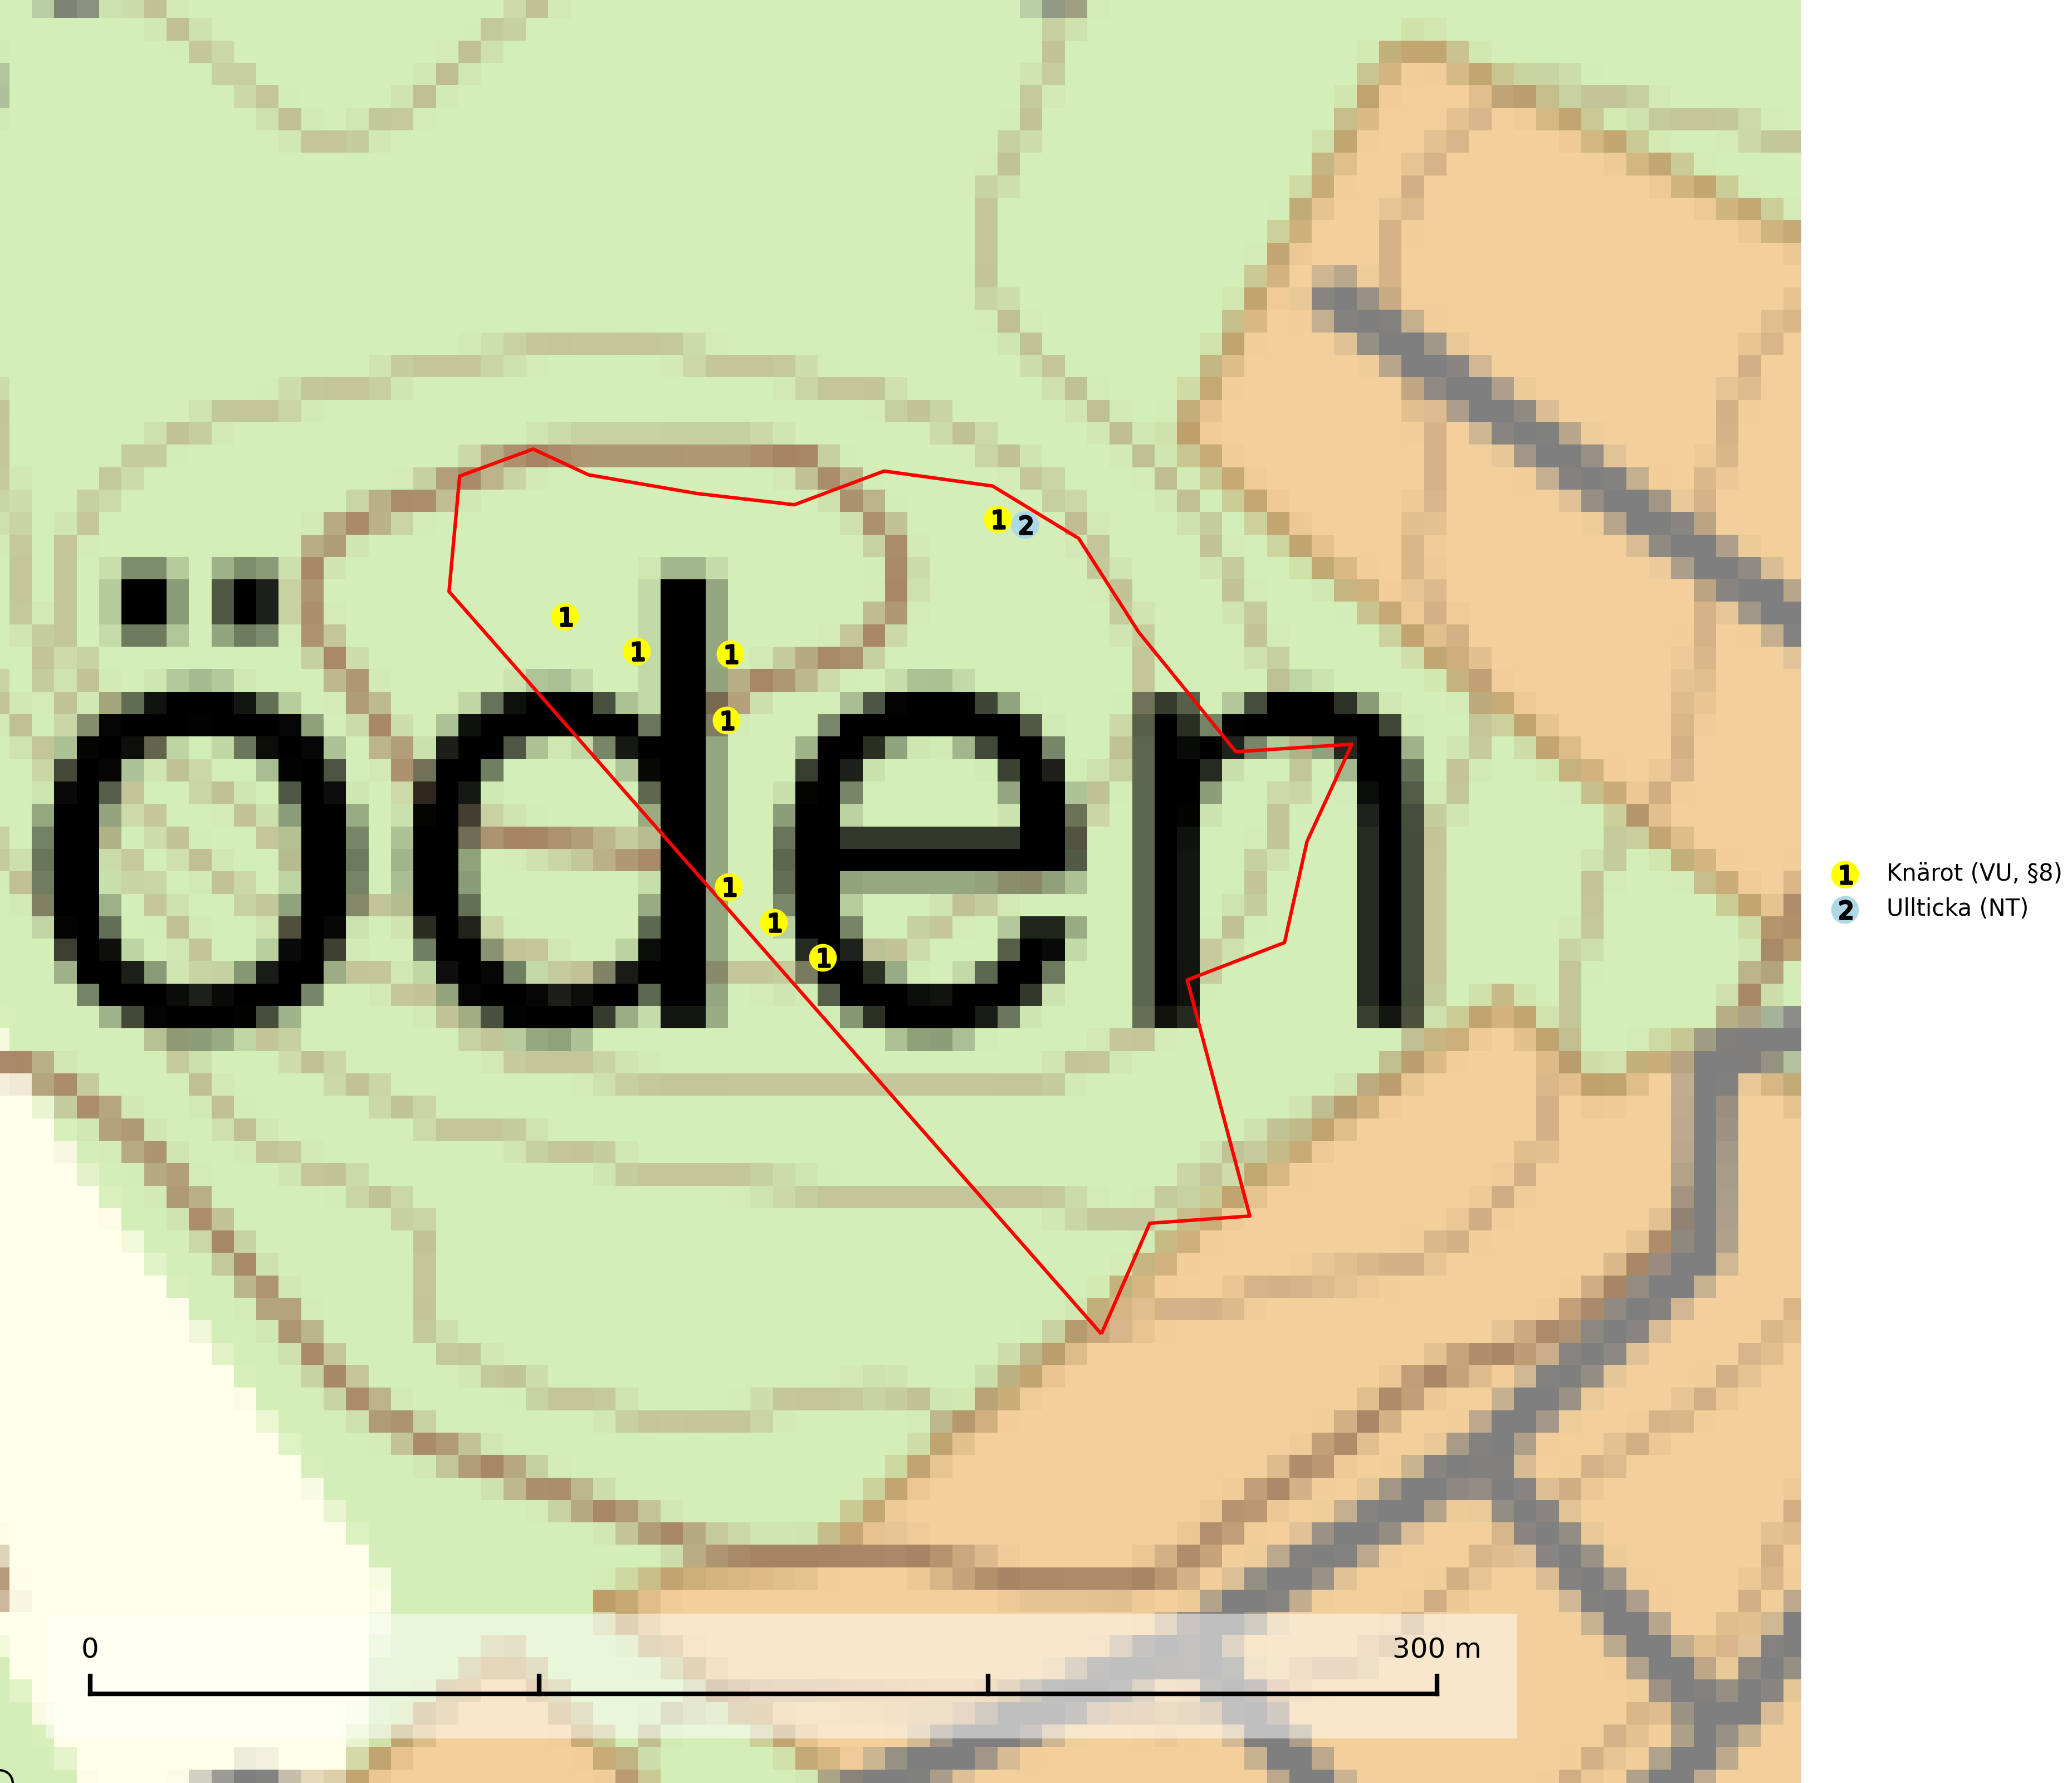 1 2
1
1 1
1
öden
1
1
1
1 Knärot (VU, §8)
2 Ullticka (NT)
0 300 m